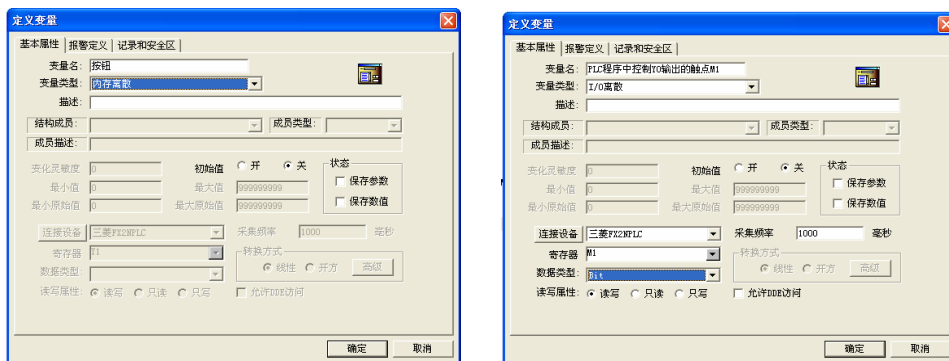 定义变量
基本属性 报警定义 记录和安全区
变量名: 按钮
变量类型: 内存离散
描述:
结构成员: 成员类型:
成员描述:
变化灵敏度 0 初始值 开 关 状态
最小值 0 最大值 999999999 保存参数
最小原始值 0 最大原始值 999999999 保存数值
连接设备 三菱FX2NPLC 采集频率 1000 毫秒
寄存器 Y1 转换方式
数据类型: 线性 开方 高级
读写属性: 读写 只读 只写 允许DDE访问
确定 取消
定义变量
基本属性 报警定义 记录和安全区
变量名: PLC程序中控制Y0输出的触点M1
变量类型: I/O离散
描述:
结构成员: 成员类型:
成员描述:
变化灵敏度 0 初始值 开 关 状态
最小值 0 最大值 999999999 保存参数
最小原始值 0 最大原始值 999999999 保存数值
连接设备 三菱FX2NPLC 采集频率 1000 毫秒
寄存器 M1 转换方式
数据类型: Bit 线性 开方 高级
读写属性: 读写 只读 只写 允许DDE访问
确定 取消